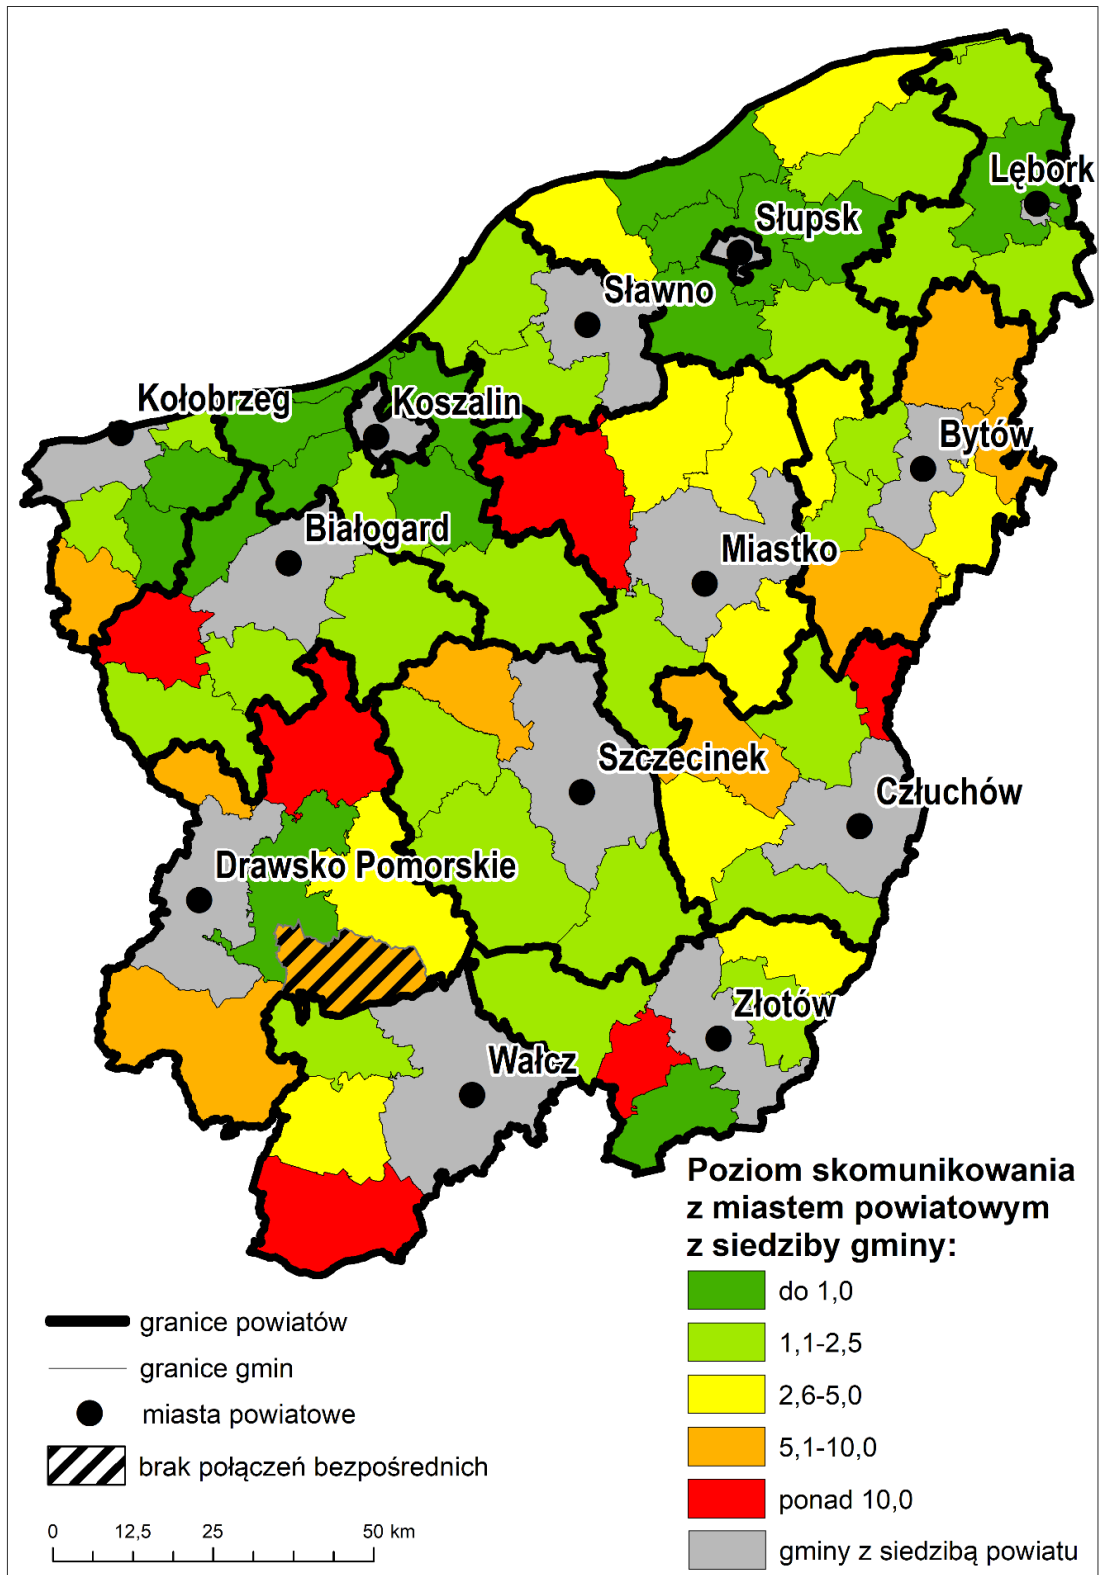 Lębork
Słupsk
Sławno
Kołobrzeg
Koszalin
Bytów
Białogard
Miastko
Szczecinek
Człuchów
Drawsko Pomorskie
Złotów
Wałcz
Poziom skomunikowania
z miastem powiatowym
z siedziby gminy:
do 1,0
1,1-2,5
2,6-5,0
5,1-10,0
ponad 10,0
gminy z siedzibą powiatu
granice powiatów
granice gmin
miasta powiatowe
brak połączeń bezpośrednich
0 12,5 25 50 km